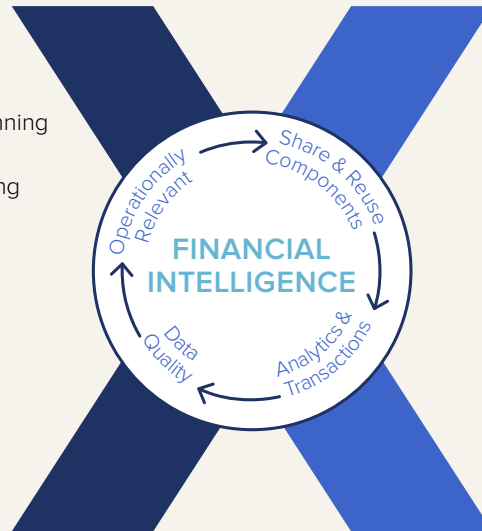 nning
ng
Operationally
Relevant
Share & Reuse
Components
FINANCIAL
INTELLIGENCE
Data
Quality
Analytics &
Transactions